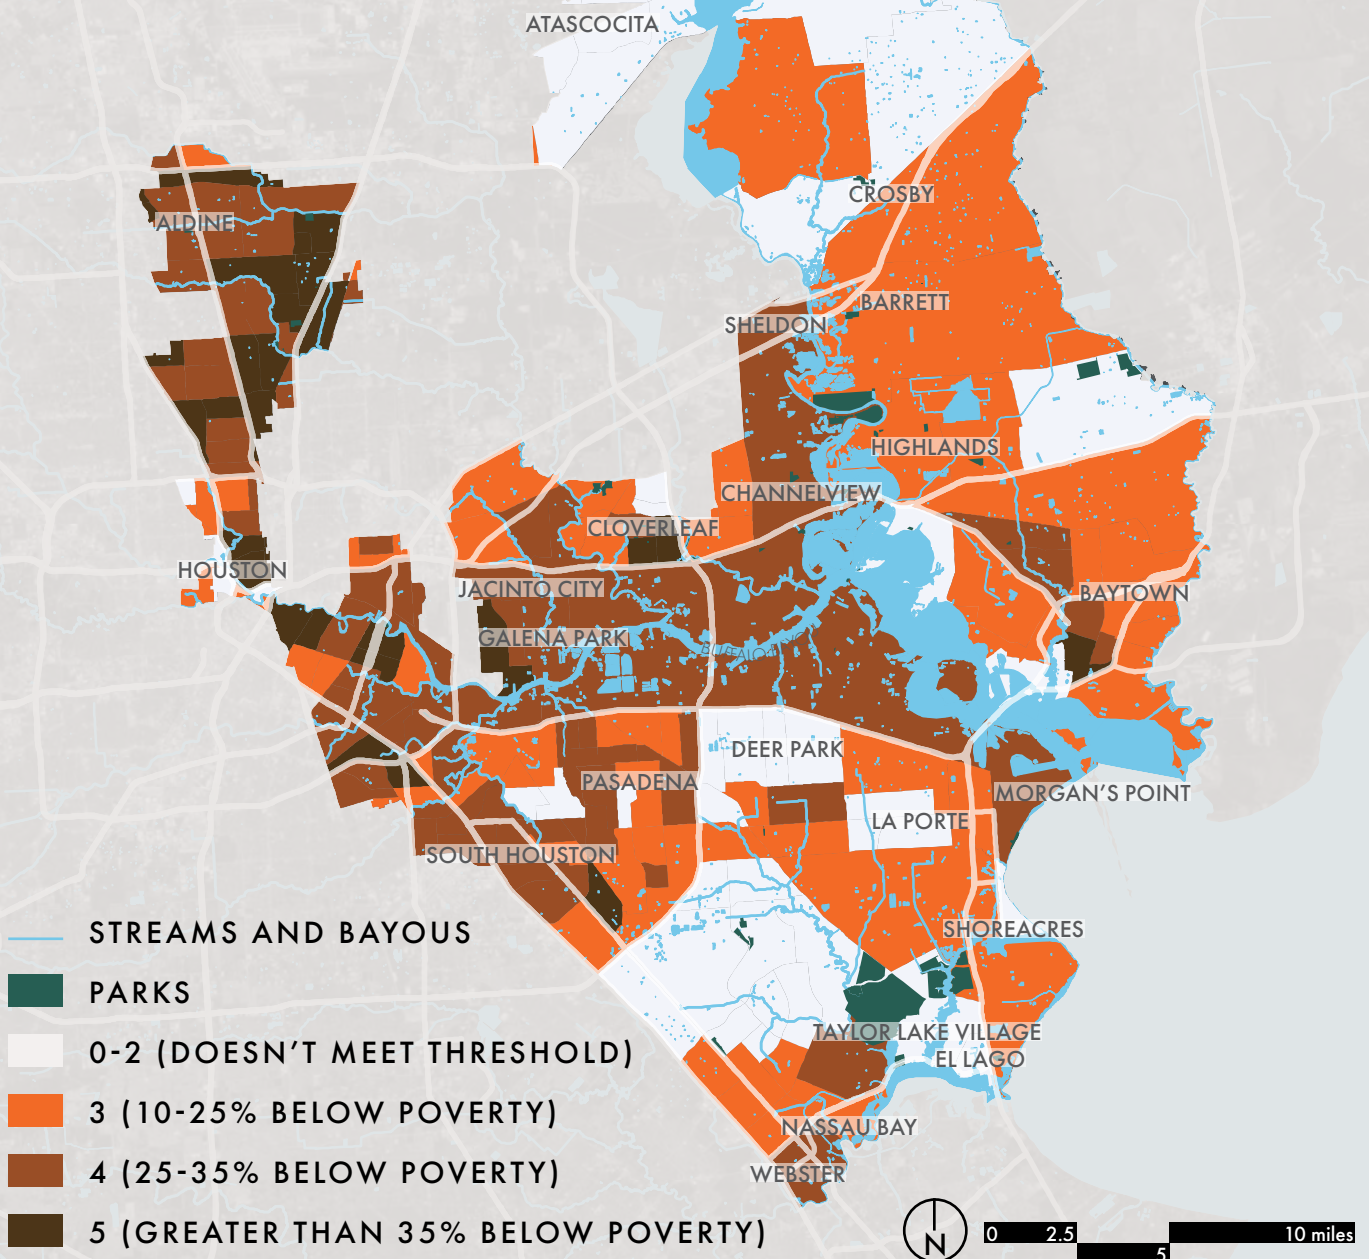 ATASCOCITA
CROSBY
ALDINE
BARRETT
SHELDON
HIGHLANDS
CHANNELVIEW
CLOVERLEAF
HOUSTON
JACINTO CITY
BAYTOWN
GALENA PARK
BUFFALO BAYOU
DEER PARK
PASADENA
MORGAN'S POINT
LA PORTE
SOUTH HOUSTON
SHOREACRES
TAYLOR LAKE VILLAGE
EL LAGO
NASSAU BAY
WEBSTER
STREAMS AND BAYOUS
PARKS
0-2 (DOESN'T MEET THRESHOLD)
3 (10-25% BELOW POVERTY)
4 (25-35% BELOW POVERTY)
5 (GREATER THAN 35% BELOW POVERTY)
N
0 2.5 10 miles
5